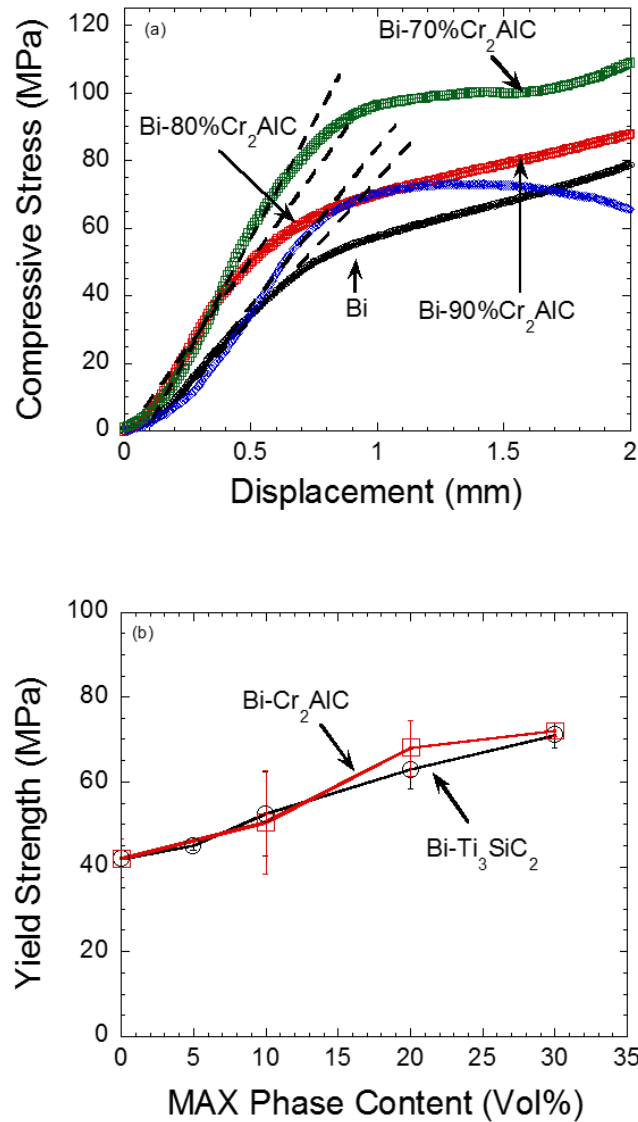 (a)
Bi-70%Cr₂AlC
Bi-80%Cr₂AlC
Bi
Bi-90%Cr₂AlC
Compressive Stress (MPa)
120
100
80
60
40
20
0
0 0.5 1 1.5 2
Displacement (mm)
(b)
Bi-Cr₂AlC
Bi-Ti₃SiC₂
Yield Strength (MPa)
100
80
60
40
20
0
0 5 10 15 20 25 30 35
MAX Phase Content (Vol%)